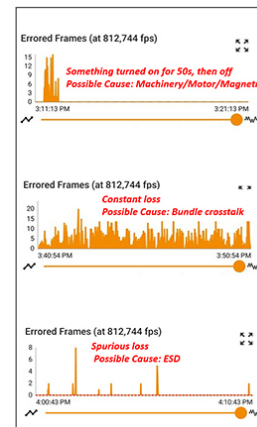 Errored Frames (at 812,744 fps)
15
12
9
6
3
0
Something turned on for 50s, then off
Possible Cause: Machinery/Motor/Magnet
3:11:13 PM 3:21:13 PM
Errored Frames (at 812,744 fps)
20
15
10
5
0
Constant loss
Possible Cause: Bundle crosstalk
3:40:54 PM 3:50:54 PM
Errored Frames (at 812,744 fps)
8
6
4
2
0
Spurious loss
Possible Cause: ESD
4:00:43 PM 4:10:43 PM